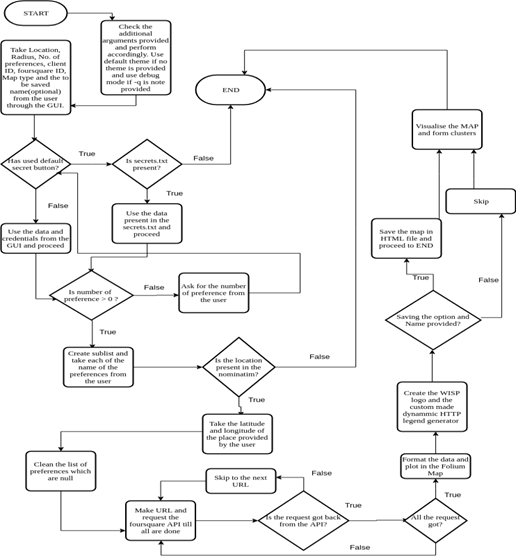 START
Check the
additional
arguments provided
and perform
accordingly. Use
default theme if no
theme is provided
and use debug
mode if -q is note
provided
Take Location,
Radius, No. of
preferences, client
ID, foursquare ID,
Map type and the to
be saved
name(optional)
from the user
through the GUI.
END
Visualise the MAP
and form clusters
Has used default
secret button?
True
Is secrets.txt
present?
False
True
False
Skip
Use the data and
credentials from the
GUI and proceed
Use the data
present in the
secrets.txt and
proceed
Save the map in
HTML file and
proceed to END
True
False
Is number of
preference > 0 ?
False
Ask for the number
of preference from
the user
True
Saving the option and
Name provided?
Create sublist and
take each of the
name of the
preferences from
the user
Is the location
present in the
nominatim?
False
True
Create the WISP
logo and the
custom made
dynammic HTTP
legend generator
Take the latitude
and longitude of
the place provided
by the user
Clean the list of
preferences which
are null
Format the data and
plot in the Folium
Map
Skip to the next
URL
False
True
Make URL and
request the
foursquare API till
all are done
Is the request got back
from the API?
True
All the request
got?
False